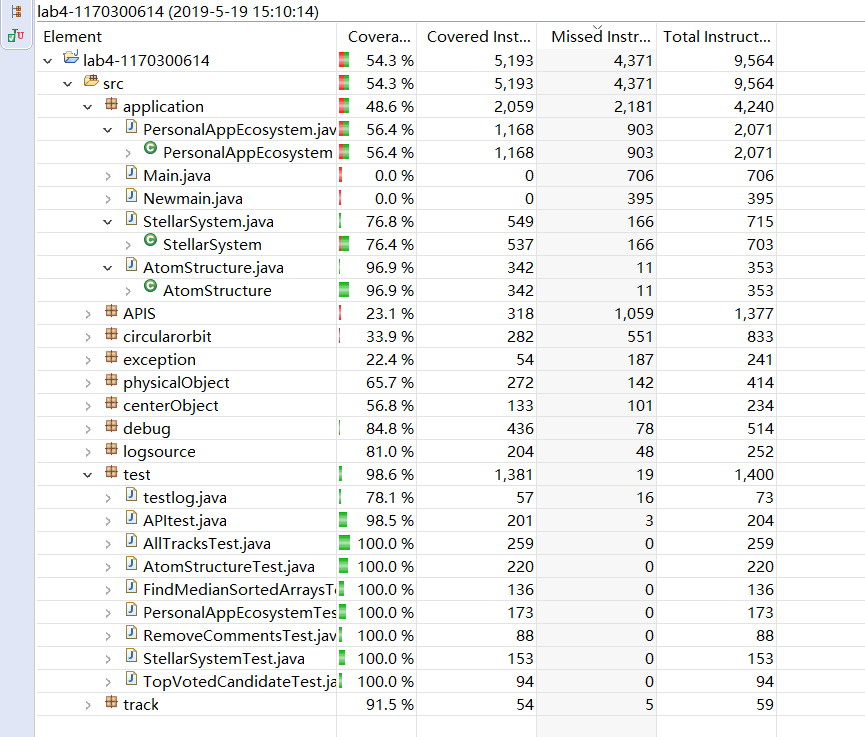 lab4-1170300614 (2019-5-19 15:10:14)
Element Covera... Covered Inst... Missed Instr... Total Instruct...
lab4-1170300614 54.3 % 5,193 4,371 9,564
src 54.3 % 5,193 4,371 9,564
application 48.6 % 2,059 2,181 4,240
PersonalAppEcosystem.jav 56.4 % 1,168 903 2,071
PersonalAppEcosystem 56.4 % 1,168 903 2,071
Main.java 0.0 % 0 706 706
Newmain.java 0.0 % 0 395 395
StellarSystem.java 76.8 % 549 166 715
StellarSystem 76.4 % 537 166 703
AtomStructure.java 96.9 % 342 11 353
AtomStructure 96.9 % 342 11 353
APIS 23.1 % 318 1,059 1,377
circularorbit 33.9 % 282 551 833
exception 22.4 % 54 187 241
physicalObject 65.7 % 272 142 414
centerObject 56.8 % 133 101 234
debug 84.8 % 436 78 514
logsource 81.0 % 204 48 252
test 98.6 % 1,381 19 1,400
testlog.java 78.1 % 57 16 73
APItest.java 98.5 % 201 3 204
AllTracksTest.java 100.0 % 259 0 259
AtomStructureTest.java 100.0 % 220 0 220
FindMedianSortedArraysTe 100.0 % 136 0 136
PersonalAppEcosystemTes 100.0 % 173 0 173
RemoveCommentsTest.jav 100.0 % 88 0 88
StellarSystemTest.java 100.0 % 153 0 153
TopVotedCandidateTest.ja 100.0 % 94 0 94
track 91.5 % 54 5 59